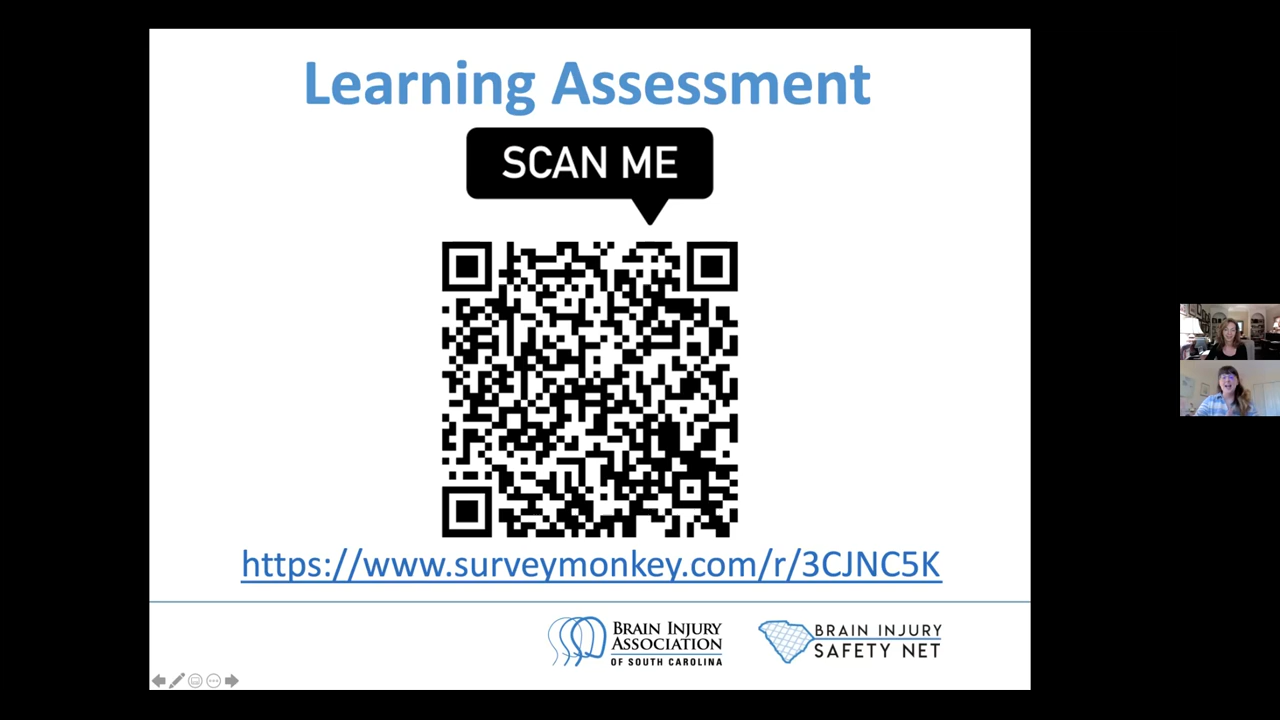 Learning Assessment
SCAN ME
https://www.surveymonkey.com/r/3CJNC5K
BRAIN INJURY
ASSOCIATION
OF SOUTH CAROLINA
BRAIN INJURY
SAFETY NET